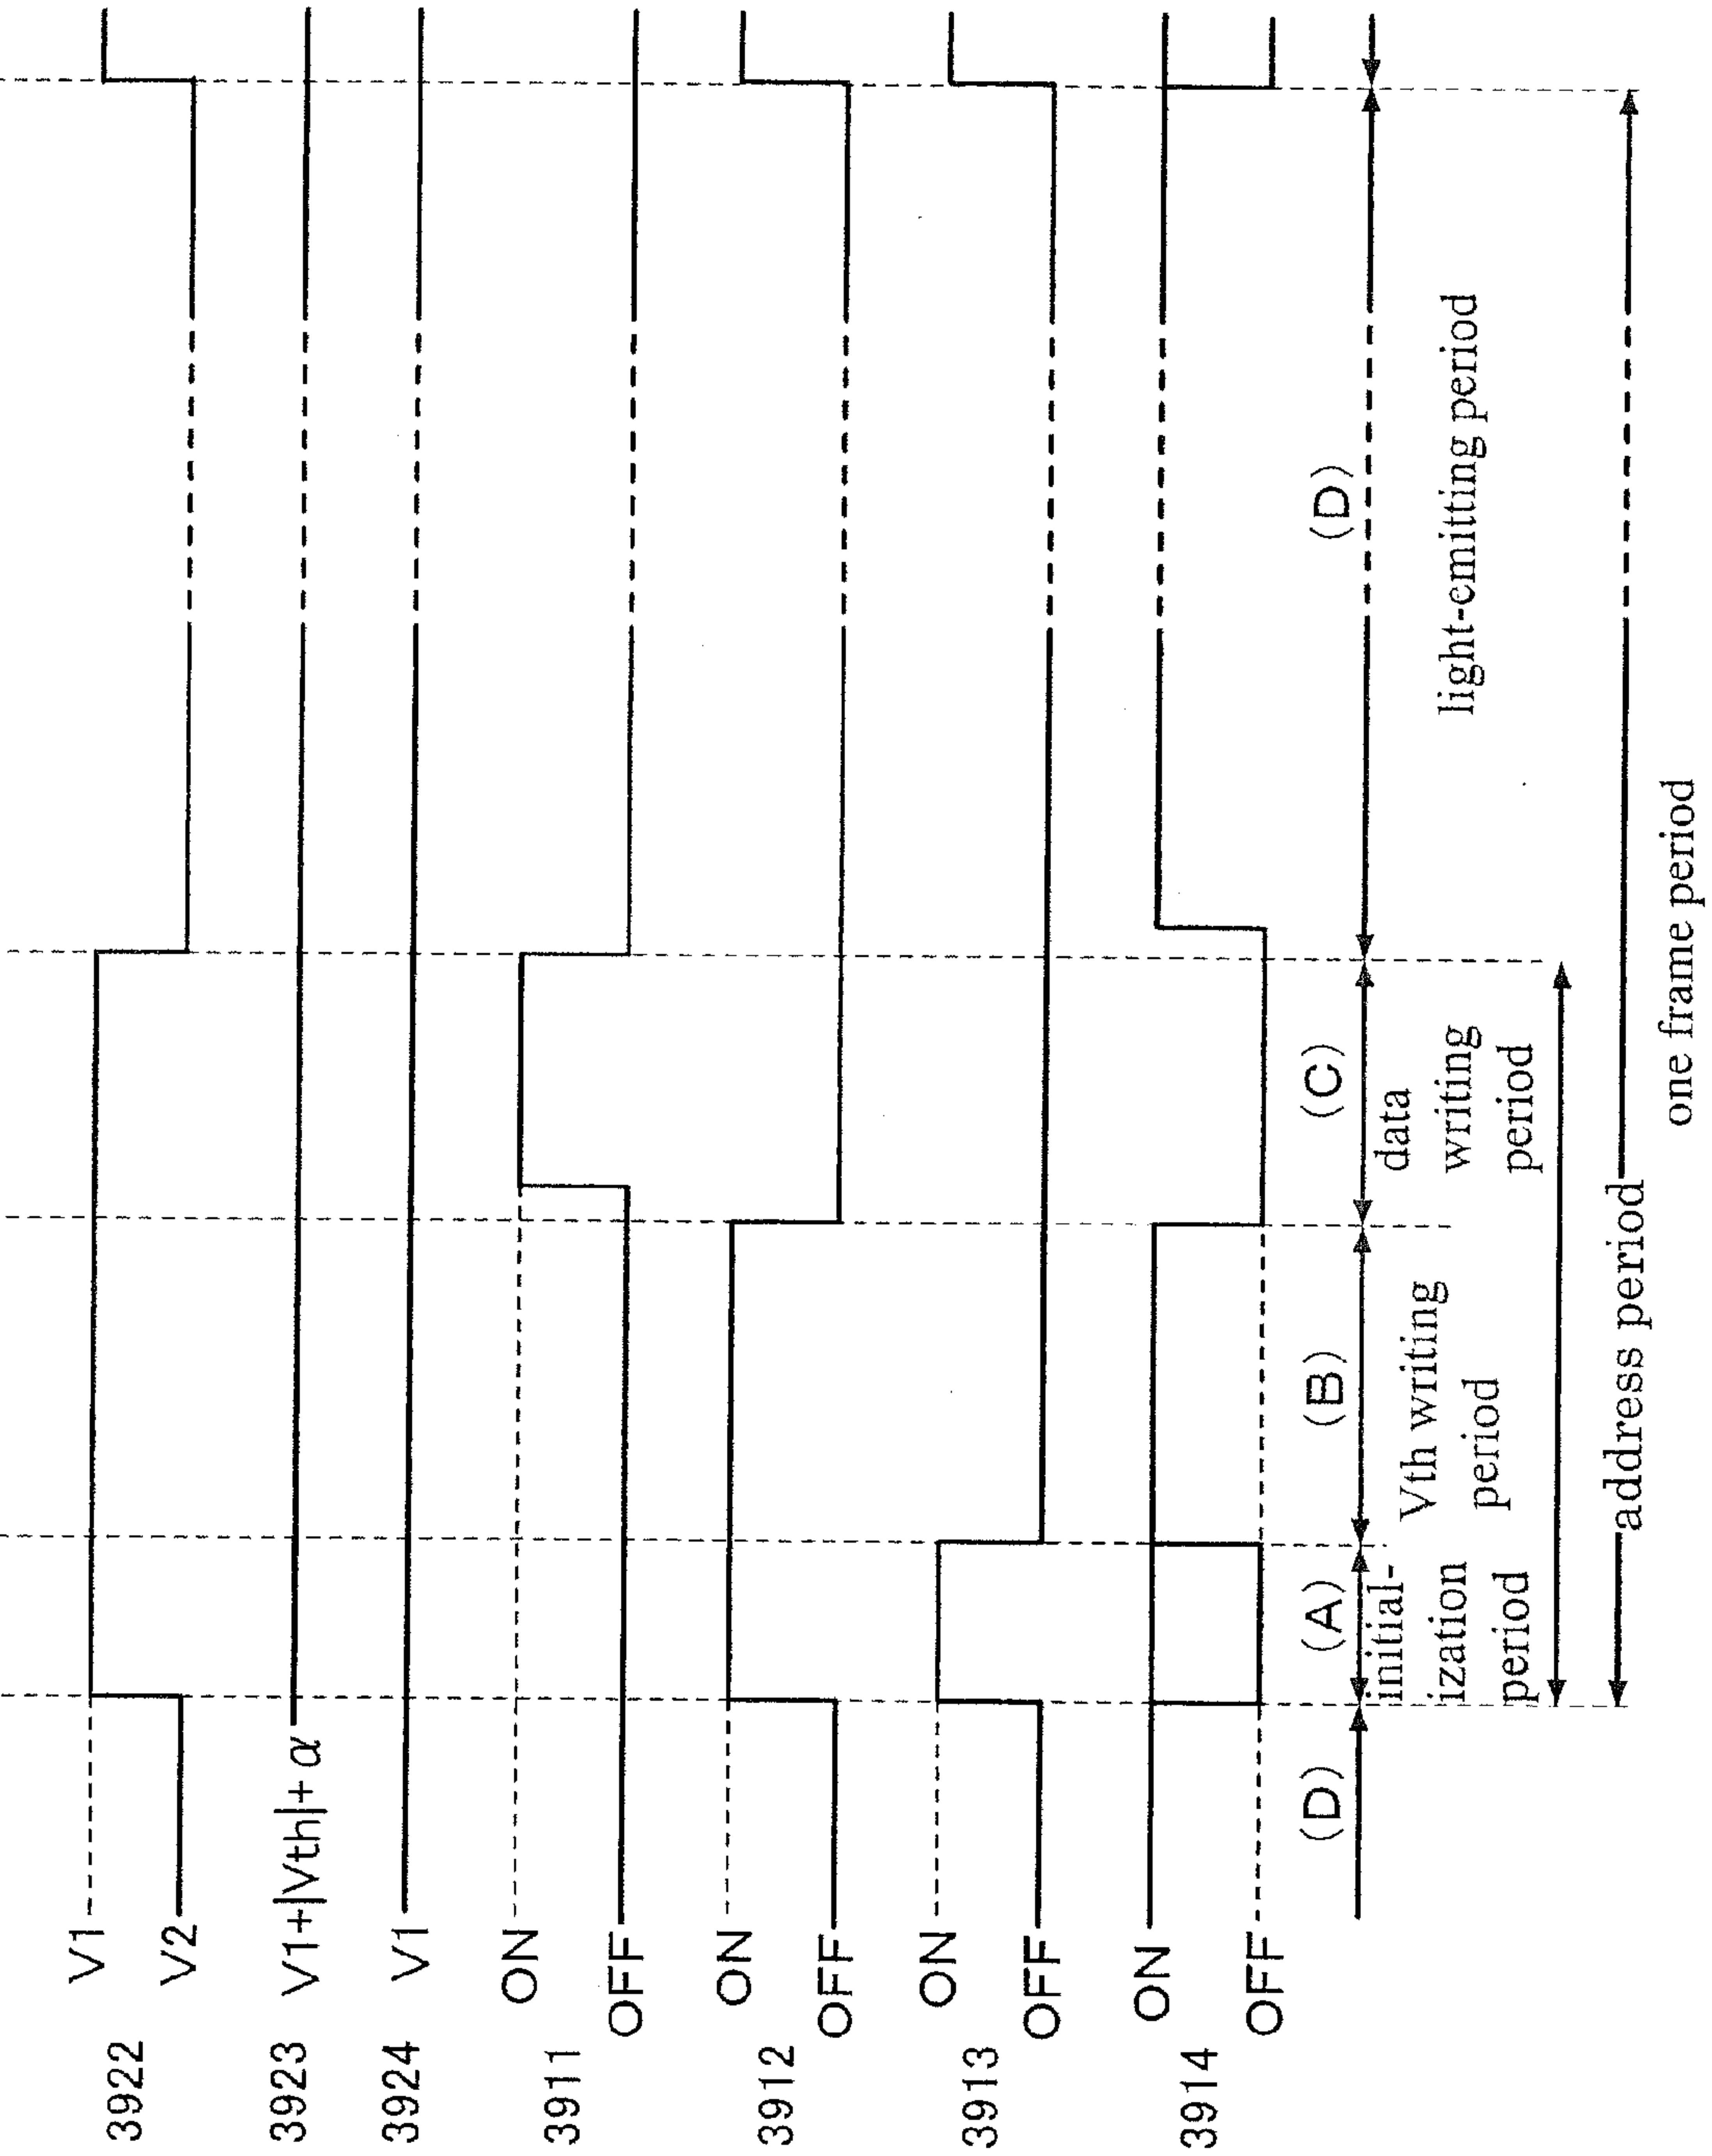 3922 V1
V2
3923 V1+|Vth|+α
3924 V1
3911 ON
OFF
3912 ON
OFF
3913 ON
OFF
3914 ON
OFF
(D) (A) (B) (C) (D)
initial-
ization
period
Vth writing
period
data
writing
period
light-emitting period
address period
one frame period